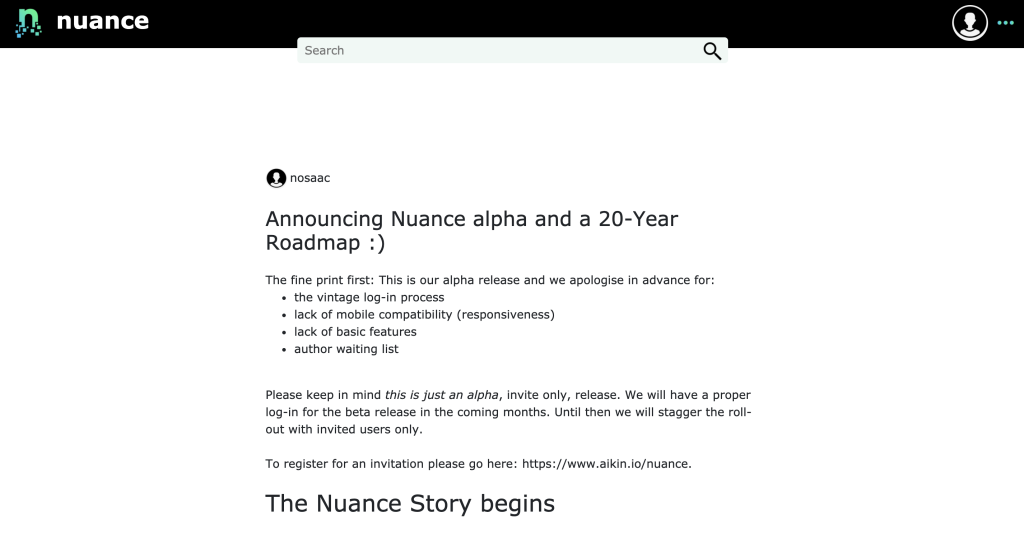 nuance
Search
nosaac
Announcing Nuance alpha and a 20-Year
Roadmap :)
The fine print first: This is our alpha release and we apologise in advance for:
• the vintage log-in process
• lack of mobile compatibility (responsiveness)
• lack of basic features
• author waiting list
Please keep in mind this is just an alpha, invite only, release. We will have a proper
log-in for the beta release in the coming months. Until then we will stagger the roll-
out with invited users only.
To register for an invitation please go here: https://www.aikin.io/nuance.
The Nuance Story begins